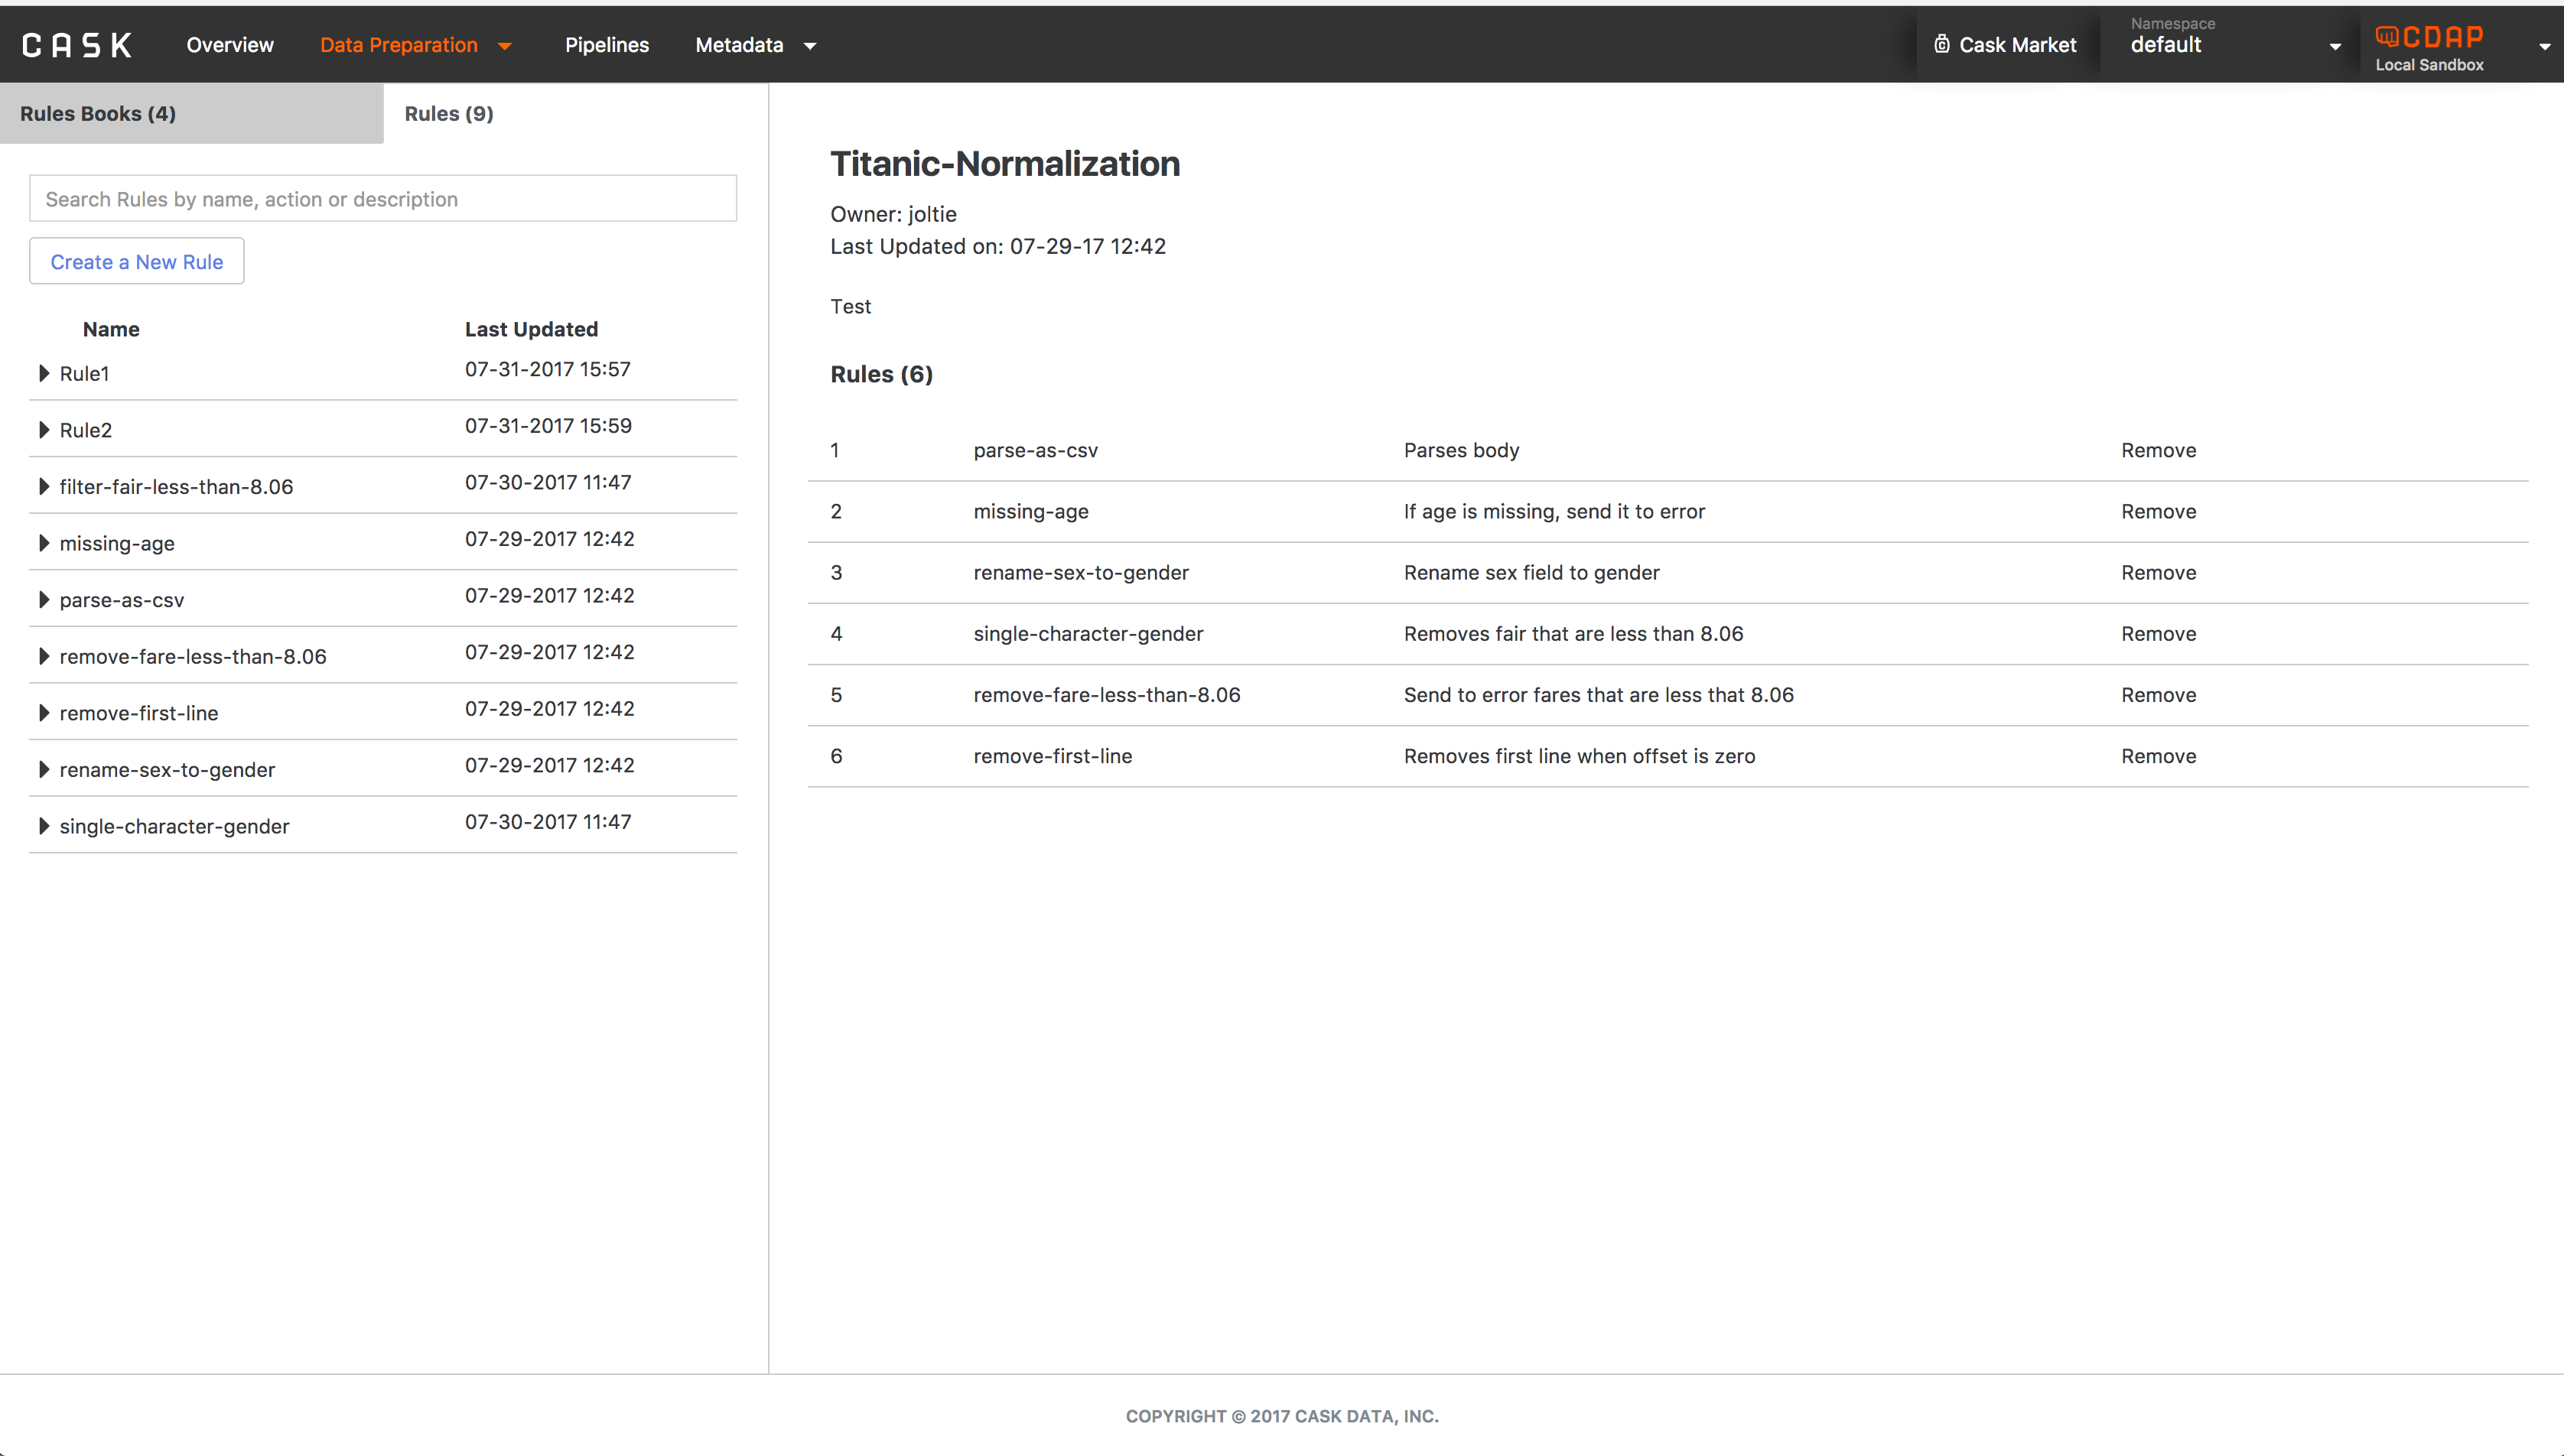 CASK Overview Data Preparation Pipelines Metadata Cask Market Namespace default CDAP Local Sandbox
Rules Books (4) Rules (9)
Search Rules by name, action or description
Create a New Rule
Name Last Updated
Rule1 07-31-2017 15:57
Rule2 07-31-2017 15:59
filter-fair-less-than-8.06 07-30-2017 11:47
missing-age 07-29-2017 12:42
parse-as-csv 07-29-2017 12:42
remove-fare-less-than-8.06 07-29-2017 12:42
remove-first-line 07-29-2017 12:42
rename-sex-to-gender 07-29-2017 12:42
single-character-gender 07-30-2017 11:47
Titanic-Normalization
Owner: joltie
Last Updated on: 07-29-17 12:42
Test
Rules (6)
1 parse-as-csv Parses body Remove
2 missing-age If age is missing, send it to error Remove
3 rename-sex-to-gender Rename sex field to gender Remove
4 single-character-gender Removes fair that are less than 8.06 Remove
5 remove-fare-less-than-8.06 Send to error fares that are less that 8.06 Remove
6 remove-first-line Removes first line when offset is zero Remove
COPYRIGHT © 2017 CASK DATA, INC.